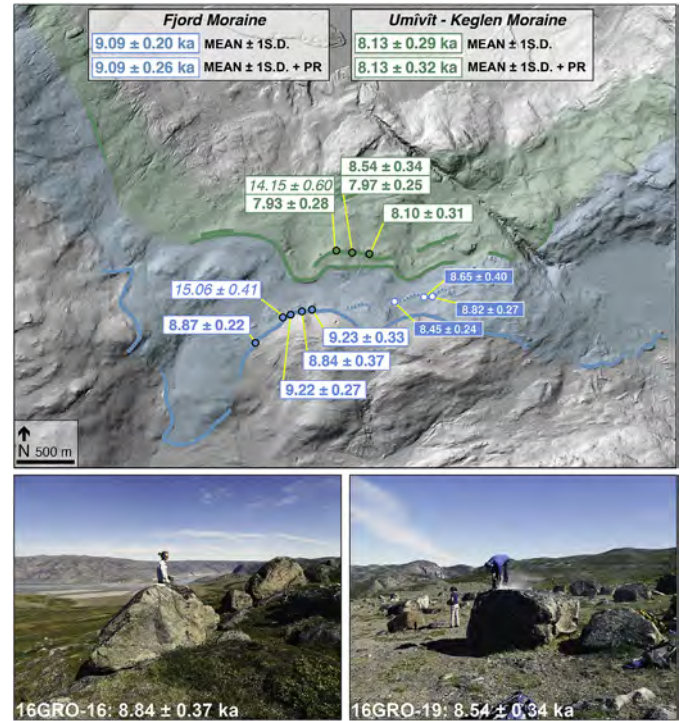 Fjord Moraine
9.09 ± 0.20 ka MEAN ± 1S.D.
9.09 ± 0.26 ka MEAN ± 1S.D. + PR
Umîvît - Keglen Moraine
8.13 ± 0.29 ka MEAN ± 1S.D.
8.13 ± 0.32 ka MEAN ± 1S.D. + PR
8.54 ± 0.34
7.97 ± 0.25
14.15 ± 0.60
7.93 ± 0.28
8.10 ± 0.31
15.06 ± 0.41
8.87 ± 0.22
8.65 ± 0.40
8.82 ± 0.27
8.45 ± 0.24
9.23 ± 0.33
8.84 ± 0.37
9.22 ± 0.27
N 500 m
16GRO-16: 8.84 ± 0.37 ka
16GRO-19: 8.54 ± 0.34 ka